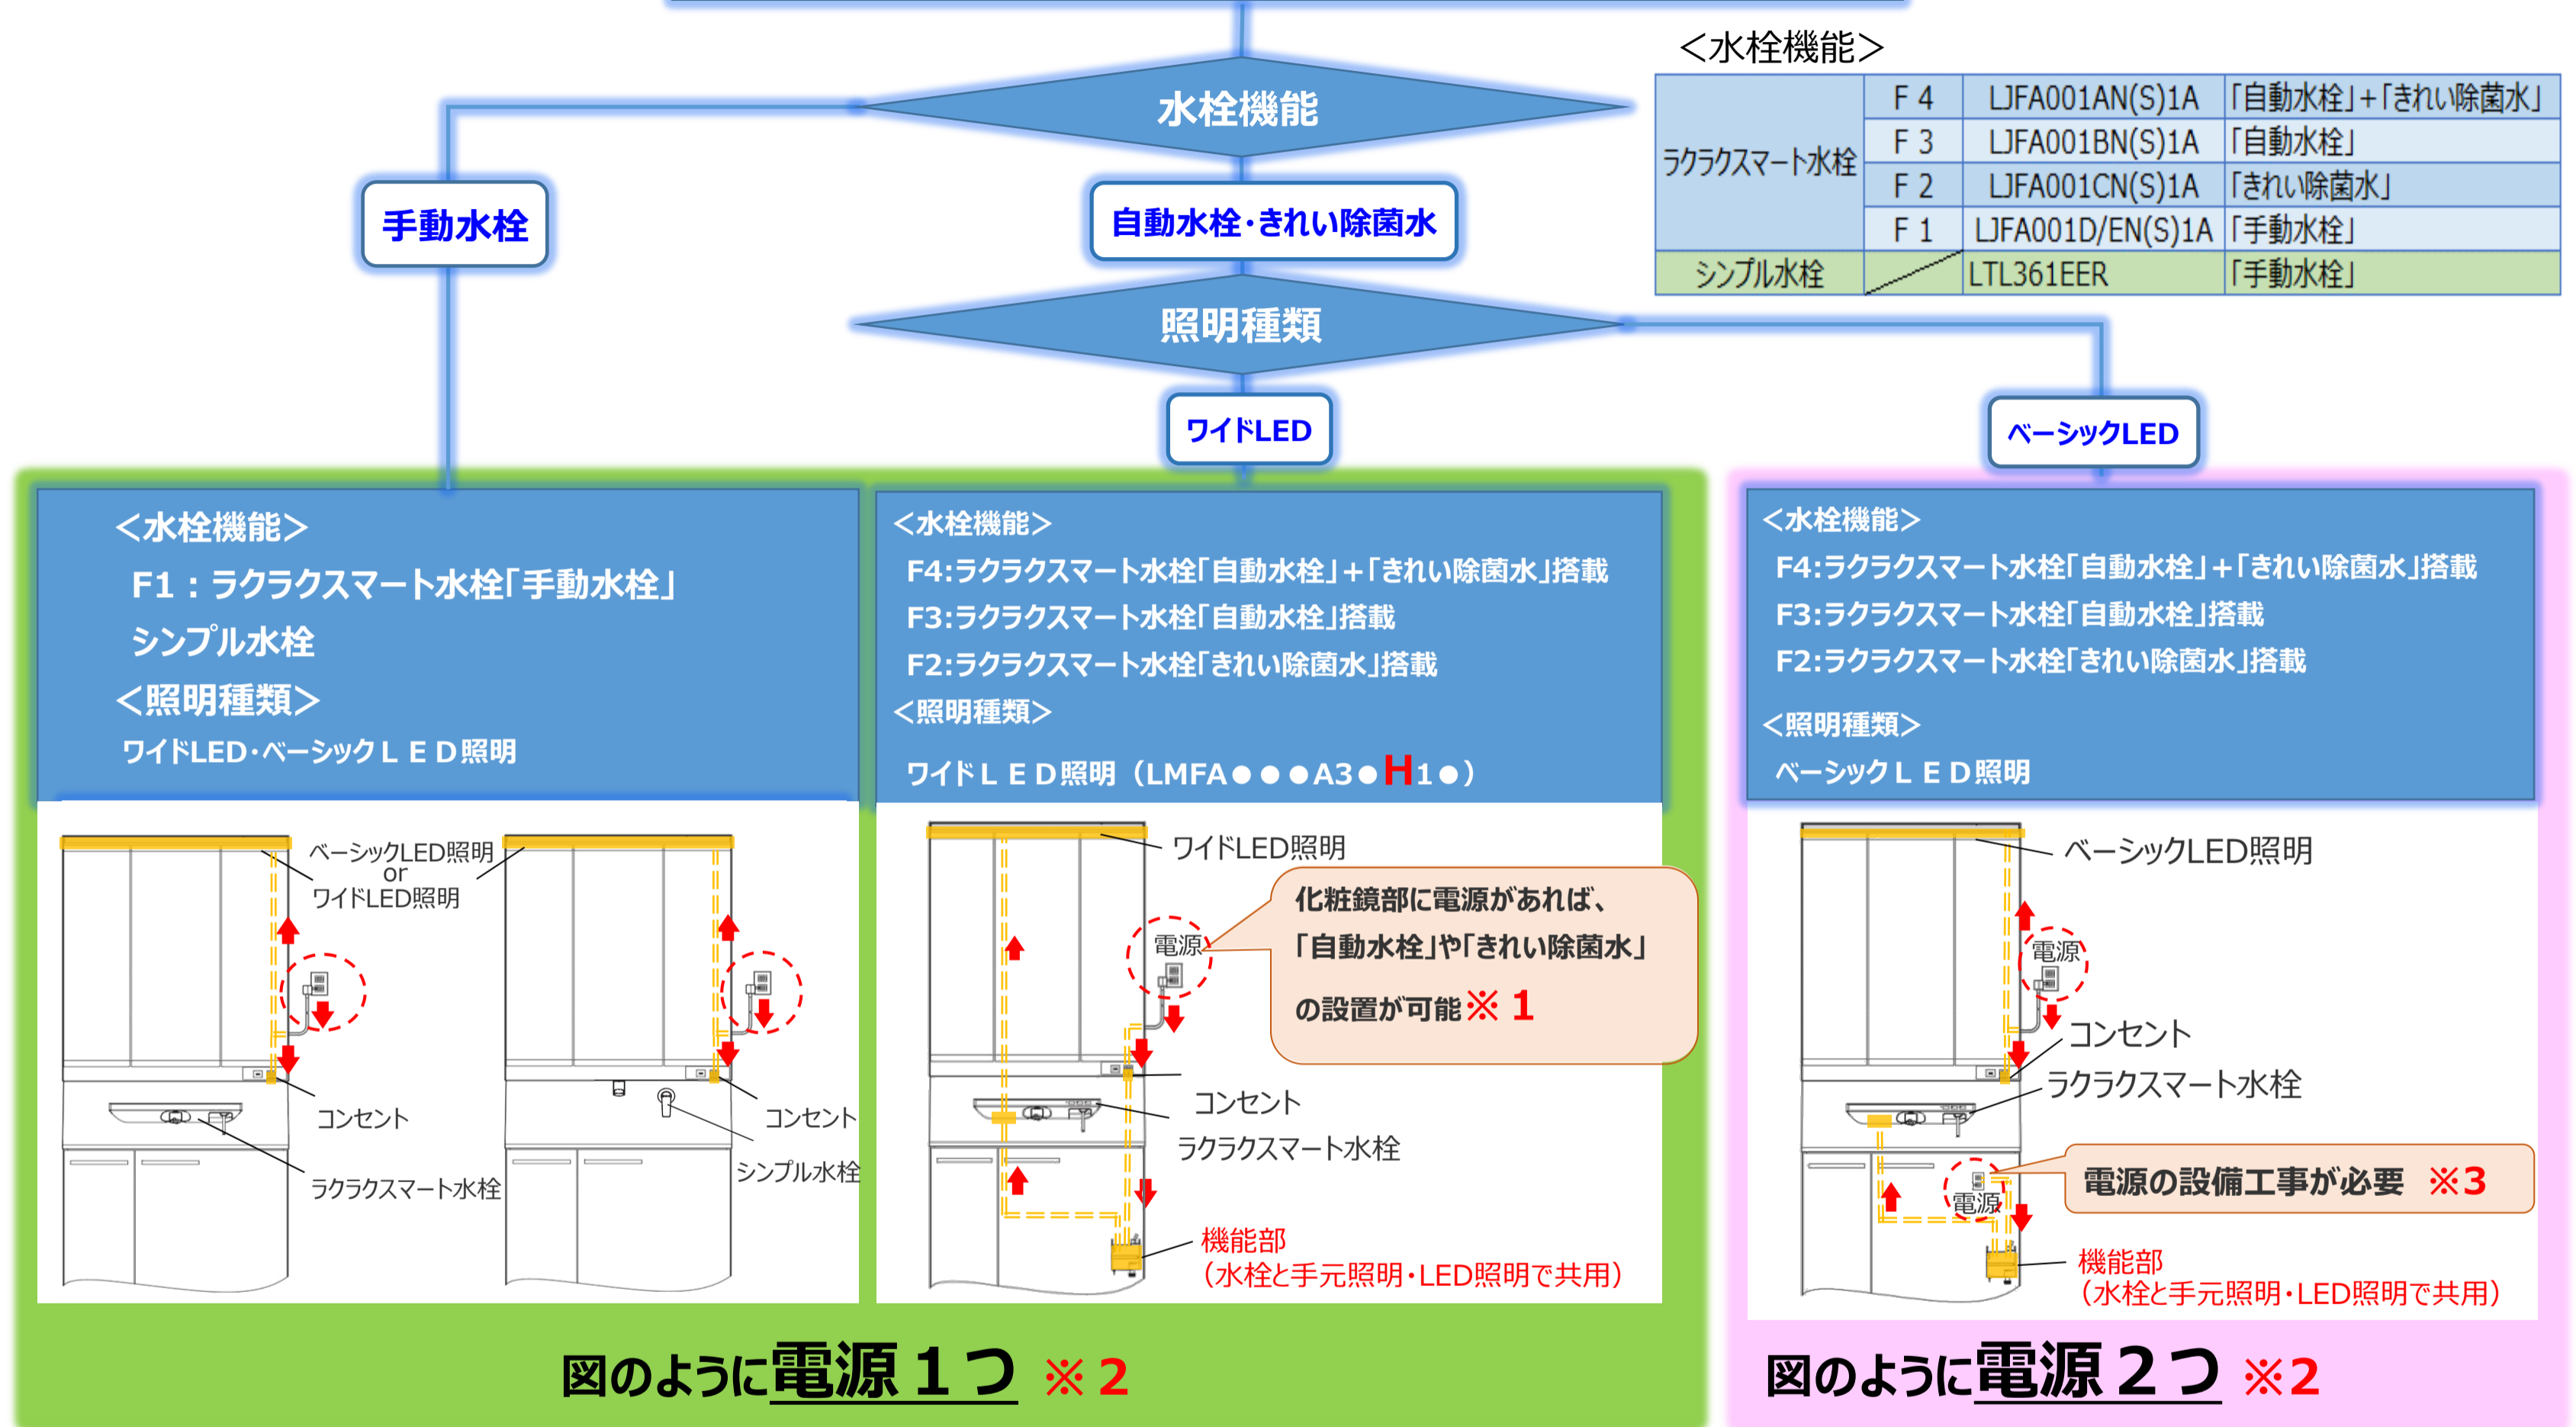 水栓機能
＜水栓機能＞
ラクラクスマート水栓 F 4 LJFA001AN(S)1A 「自動水栓」+「きれい除菌水」
F 3 LJFA001BN(S)1A 「自動水栓」
F 2 LJFA001CN(S)1A 「きれい除菌水」
F 1 LJFA001D/EN(S)1A 「手動水栓」
シンプル水栓 LTL361EER 「手動水栓」
手動水栓
自動水栓･きれい除菌水
照明種類
ワイドLED
ベーシックLED
＜水栓機能＞
F1：ラクラクスマート水栓「手動水栓」
シンプル水栓
＜照明種類＞
ワイドLED･ベーシックＬＥＤ照明
ベーシックLED照明
or
ワイドLED照明
コンセント
ラクラクスマート水栓
コンセント
シンプル水栓
＜水栓機能＞
F4:ラクラクスマート水栓「自動水栓」+「きれい除菌水」搭載
F3:ラクラクスマート水栓「自動水栓」搭載
F2:ラクラクスマート水栓「きれい除菌水」搭載
＜照明種類＞
ワイドＬＥＤ照明（LMFA●●●A3●H1●）
ワイドLED照明
電源
化粧鏡部に電源があれば、
「自動水栓」や「きれい除菌水」
の設置が可能※１
コンセント
ラクラクスマート水栓
機能部
（水栓と手元照明･LED照明で共用）
図のように電源１つ ※２
＜水栓機能＞
F4:ラクラクスマート水栓「自動水栓」+「きれい除菌水」搭載
F3:ラクラクスマート水栓「自動水栓」搭載
F2:ラクラクスマート水栓「きれい除菌水」搭載
＜照明種類＞
ベーシックＬＥＤ照明
ベーシックLED照明
電源
コンセント
ラクラクスマート水栓
電源の設備工事が必要 ※3
電源
機能部
（水栓と手元照明･LED照明で共用）
図のように電源２つ ※2